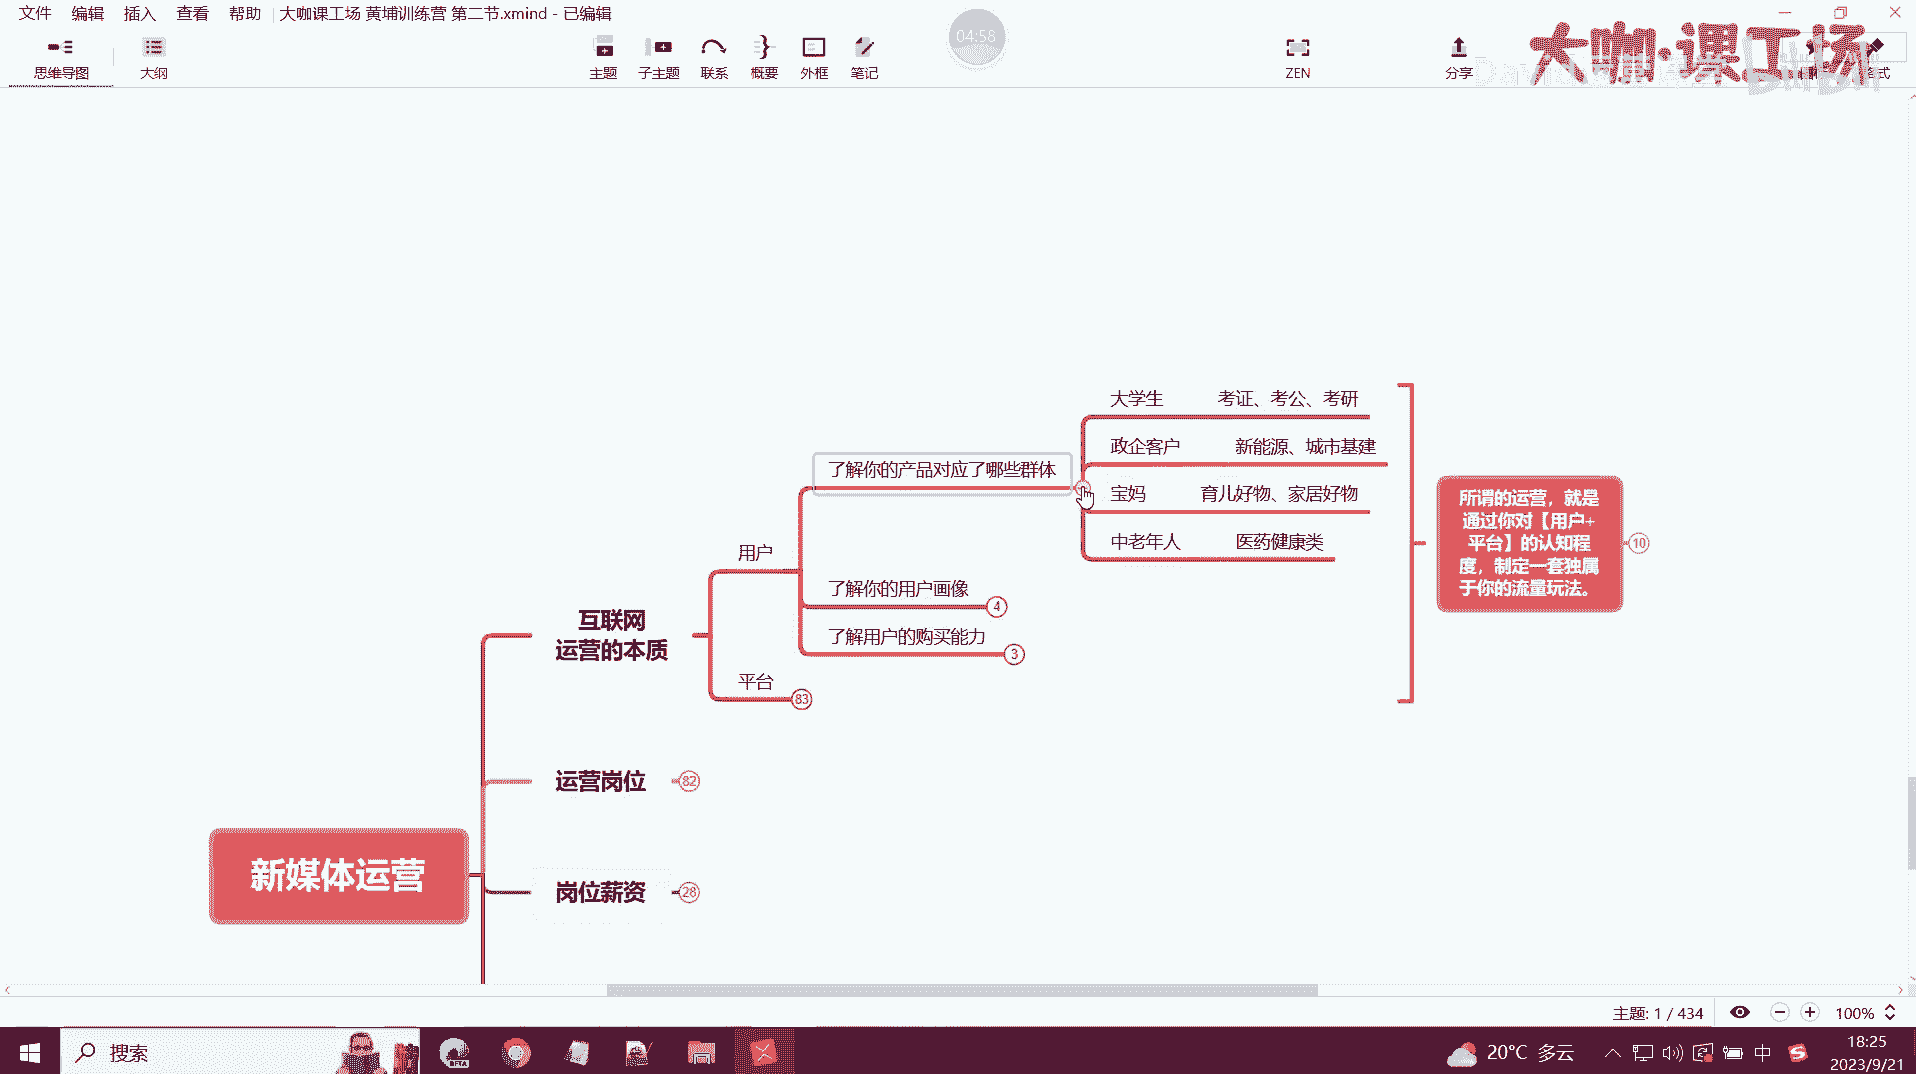 文件 编辑 插入 查看 帮助 大咖课工场 黄埔训练营 第二节.xmind - 已编辑
04:58
思维导图 大纲 主题 子主题 联系 概要 外框 笔记 ZEN 分享
大咖·课工场
大学生 考证、考公、考研
政企客户 新能源、城市基建
了解你的产品对应了哪些群体
宝妈 育儿好物、家居好物
中老年人 医药健康类
所谓的运营，就是
通过你对【用户+
平台】的认知程
度，制定一套独属
于你的流量玩法。
10
用户
了解你的用户画像 4
了解用户的购买能力 3
互联网
运营的本质
平台 83
运营岗位 82
新媒体运营
岗位薪资 28
主题: 1 / 434 100%
搜索
BETA
20°C 多云
中
18:25
2023/9/21